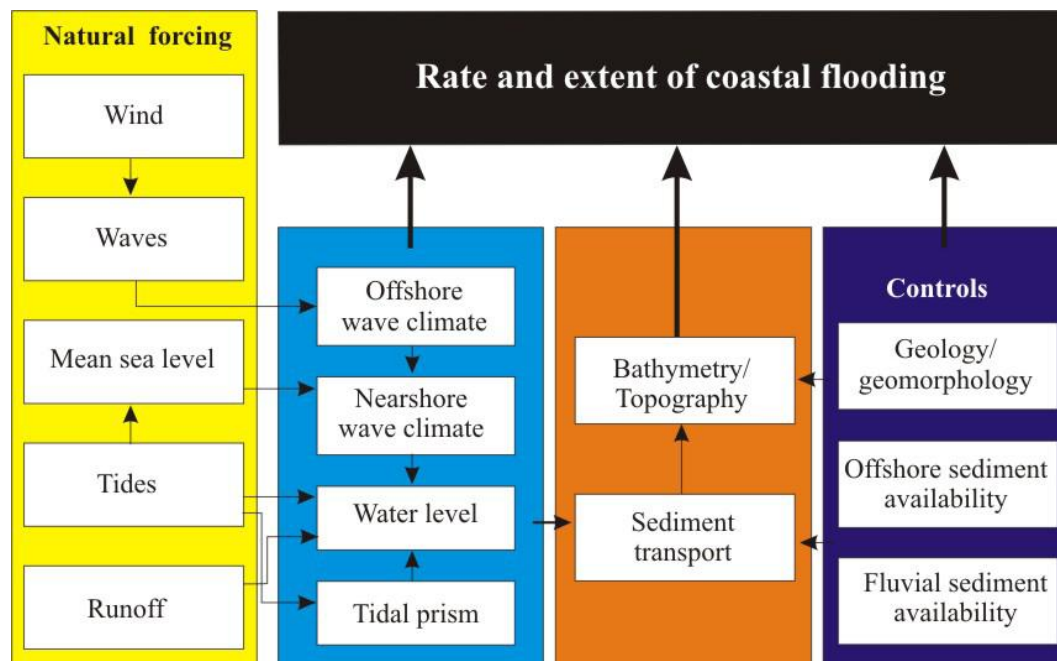 Natural forcing
Wind
Waves
Mean sea level
Tides
Runoff
Rate and extent of coastal flooding
Offshore
wave climate
Nearshore
wave climate
Water level
Tidal prism
Bathymetry/
Topography
Sediment
transport
Controls
Geology/
geomorphology
Offshore sediment
availability
Fluvial sediment
availability